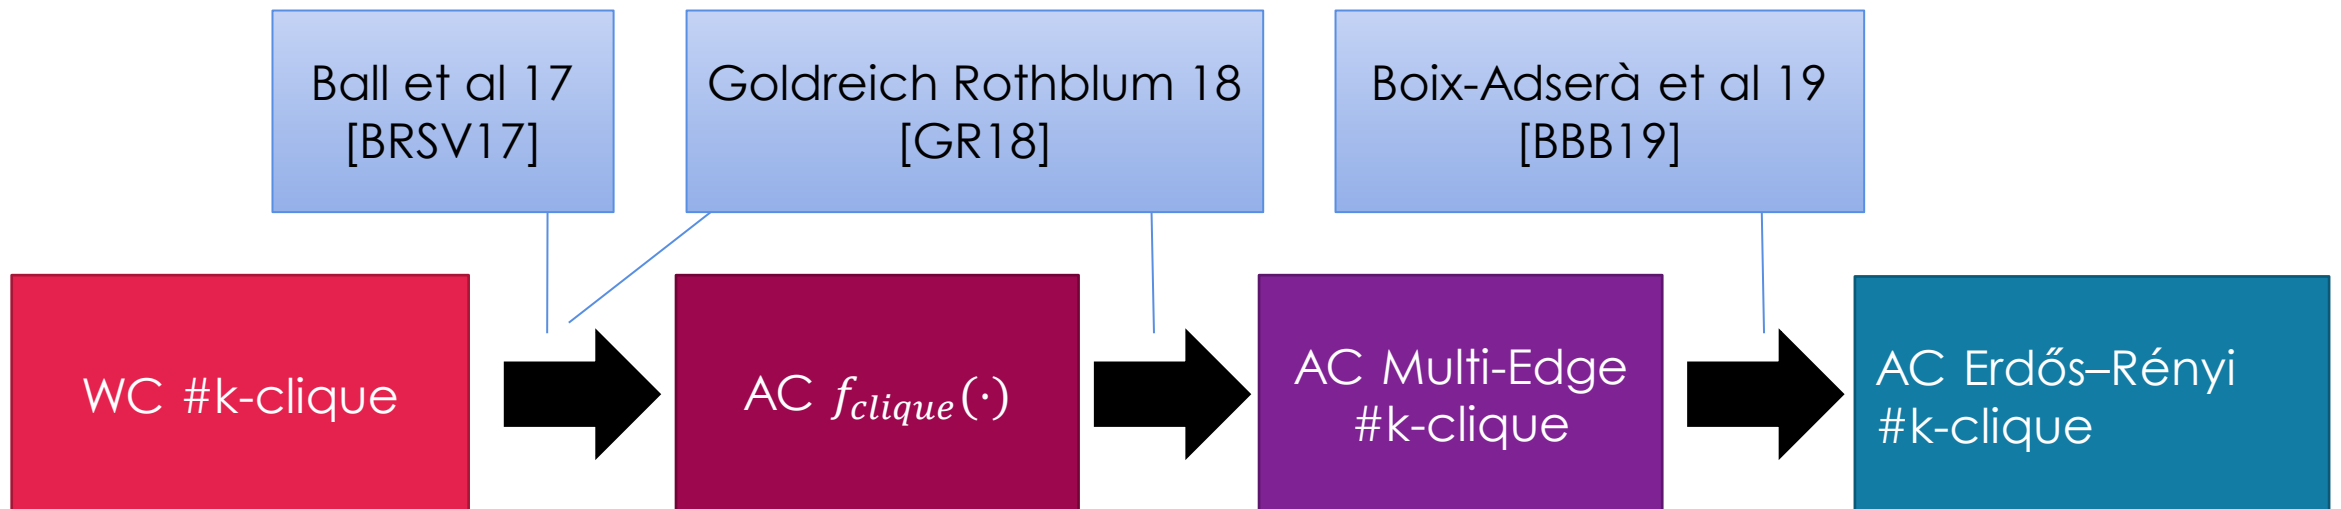 Ball et al 17
[BRSV17]
Goldreich Rothblum 18
[GR18]
Boix-Adserà et al 19
[BBB19]
WC #k-clique
AC f_clique(·)
AC Multi-Edge
#k-clique
AC Erdős–Rényi
#k-clique